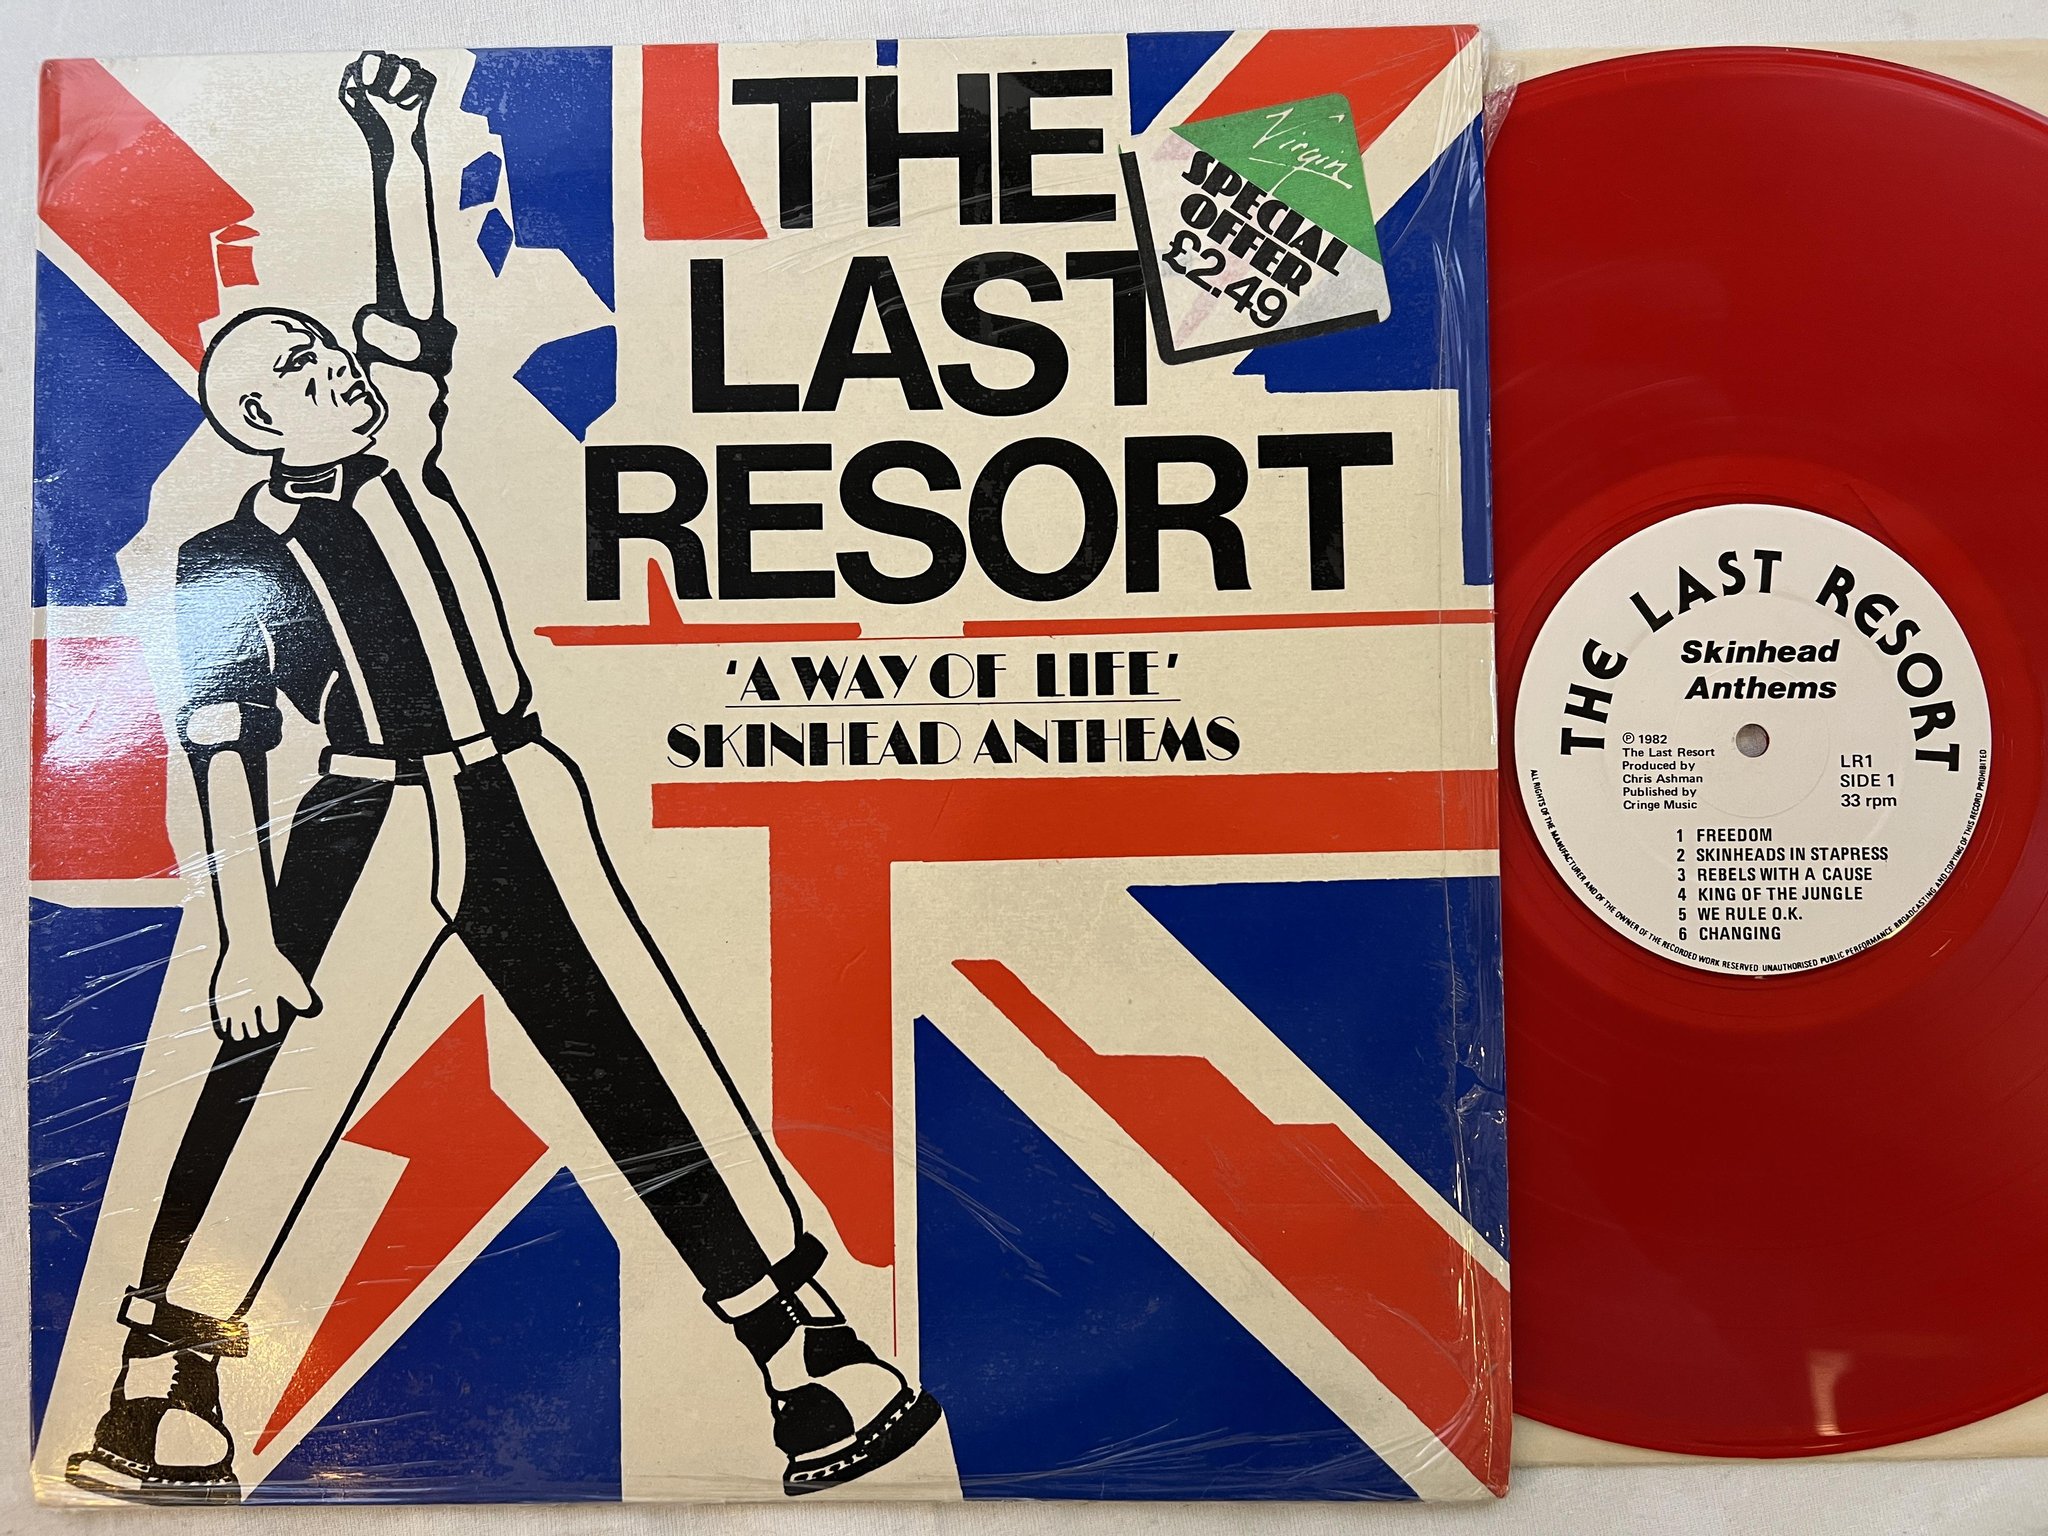 THE
LAST
RESORT
Virgin
SPECIAL
OFFER
£2.49
'A WAY OF LIFE'
SKINHEAD ANTHEMS
THE LAST RESORT
Skinhead
Anthems
℗ 1982
The Last Resort
Produced by
Chris Ashman
Published by
Cringe Music
LR1
SIDE 1
33 rpm
1 FREEDOM
2 SKINHEADS IN STAPRESS
3 REBELS WITH A CAUSE
4 KING OF THE JUNGLE
5 WE RULE O.K.
6 CHANGING
ALL RIGHTS OF THE MANUFACTURER AND OF THE OWNER OF THE RECORDED WORK RESERVED UNAUTHORISED PUBLIC PERFORMANCE BROADCASTING AND COPYING OF THIS RECORD PROHIBITED